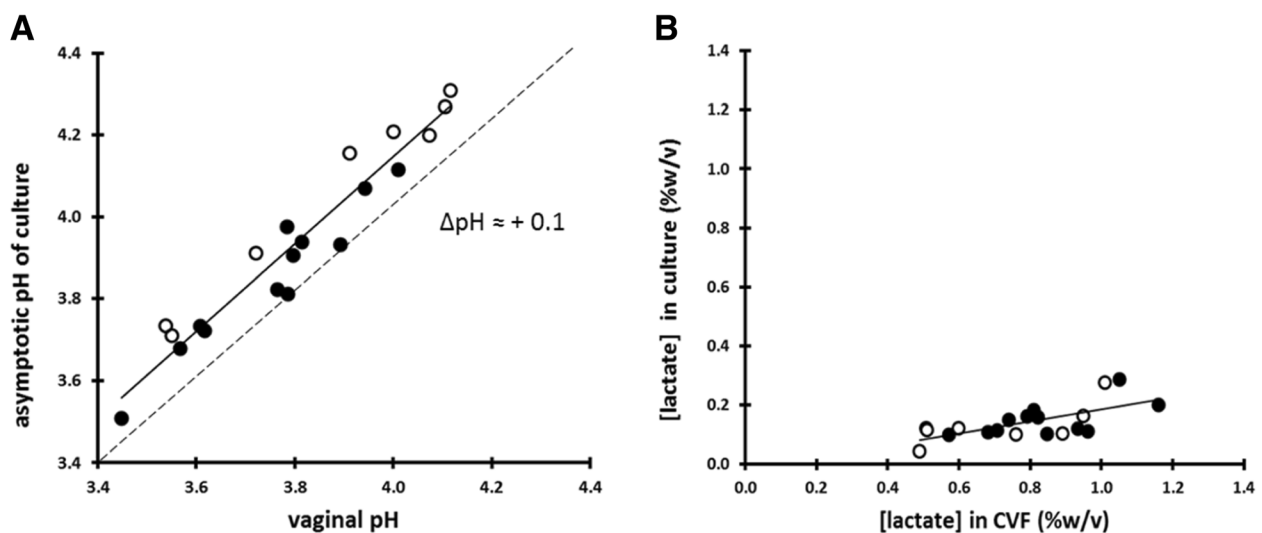 A
asymptotic pH of culture
4.4
4.2
4.0
3.8
3.6
3.4
3.4 3.6 3.8 4.0 4.2 4.4
vaginal pH
ΔpH ≈ + 0.1
B
[lactate] in culture (%w/v)
1.4
1.2
1.0
0.8
0.6
0.4
0.2
0.0
0.0 0.2 0.4 0.6 0.8 1.0 1.2 1.4
[lactate] in CVF (%w/v)